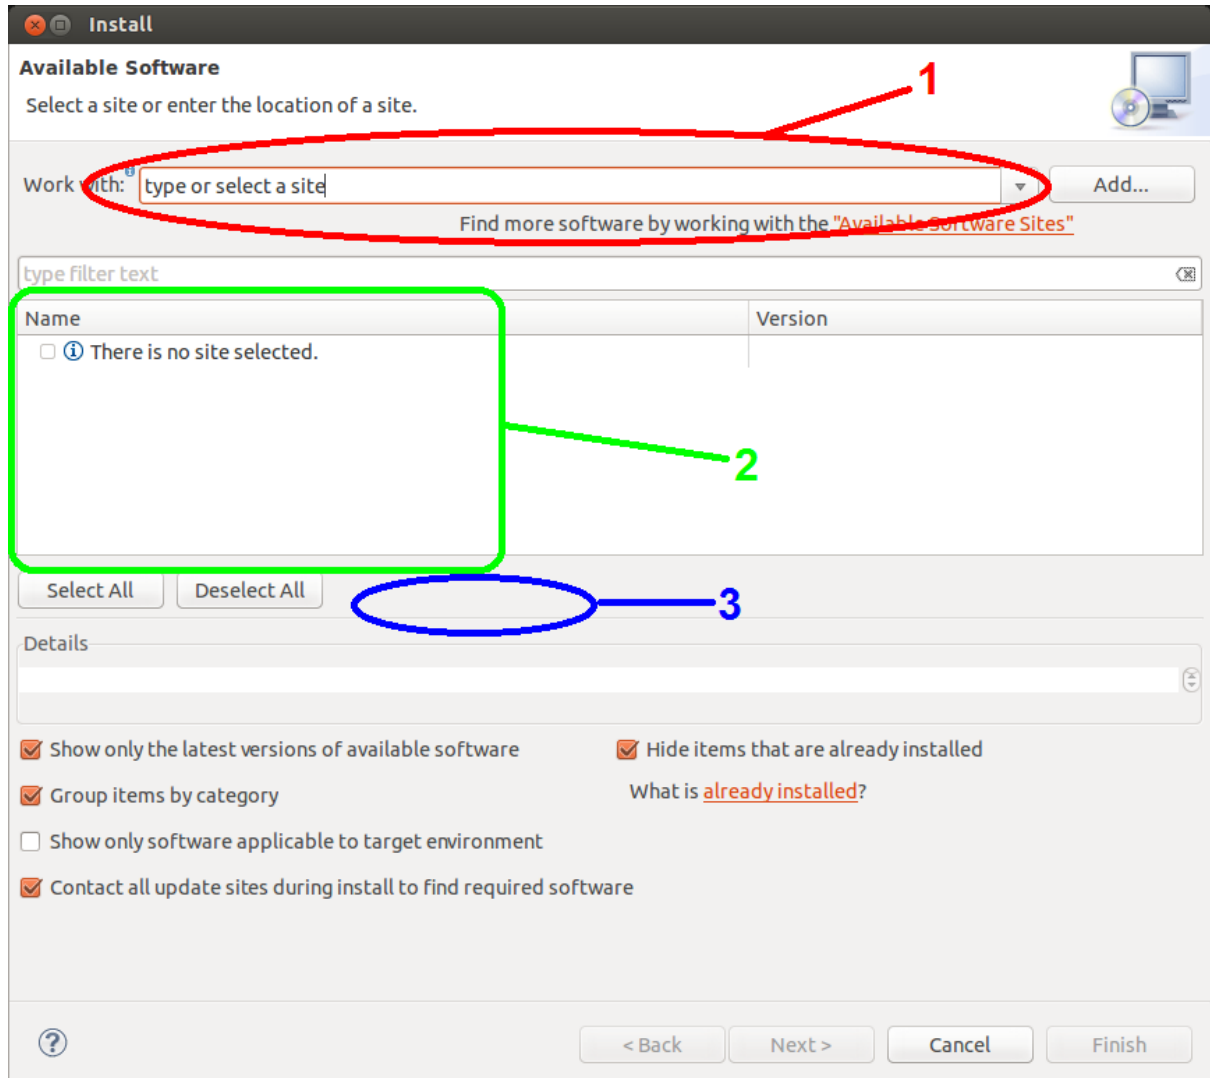 Install
Available Software
Select a site or enter the location of a site.
1
Work with: type or select a site Add...
Find more software by working with the "Available Software Sites"
type filter text
Name Version
There is no site selected.
2
Select All Deselect All
3
Details
Show only the latest versions of available software Hide items that are already installed
Group items by category What is already installed?
Show only software applicable to target environment
Contact all update sites during install to find required software
< Back Next > Cancel Finish